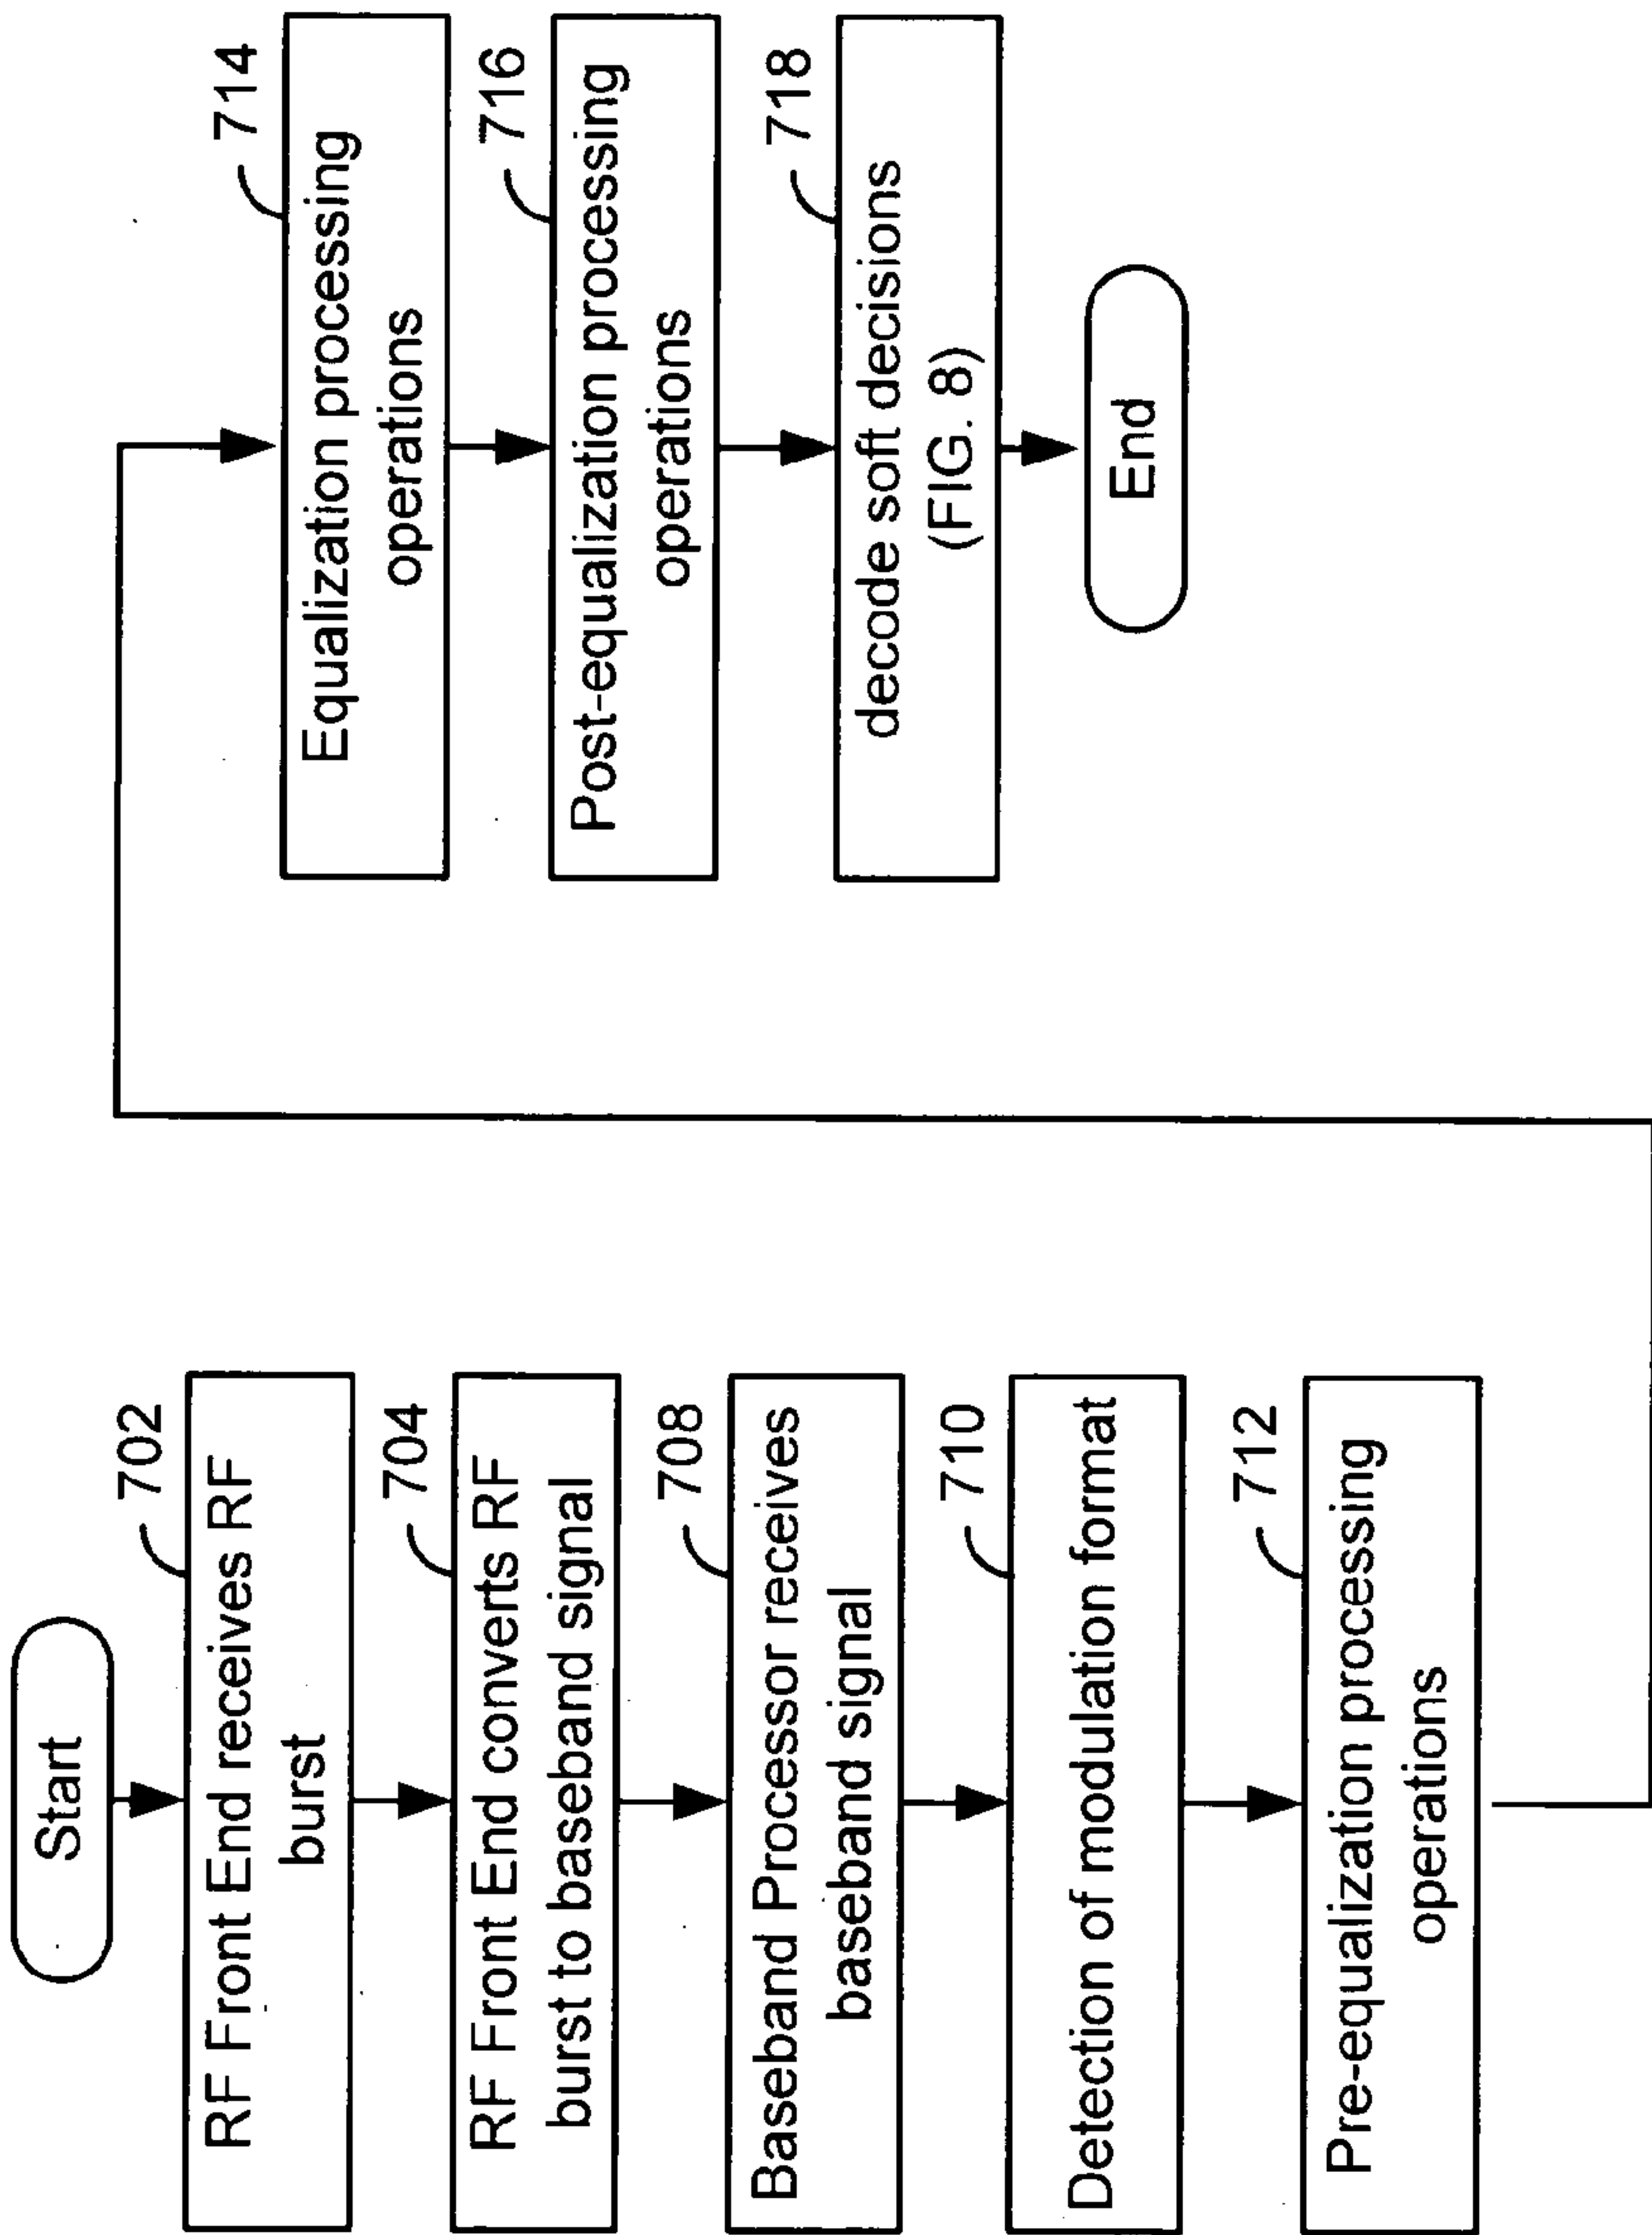 Start
702
RF Front End receives RF
burst
704
RF Front End converts RF
burst to baseband signal
708
Baseband Processor receives
baseband signal
710
Detection of modulation format
712
Pre-equalization processing
operations
714
Equalization processing
operations
716
Post-equalization processing
operations
718
decode soft decisions
(FIG. 8)
End